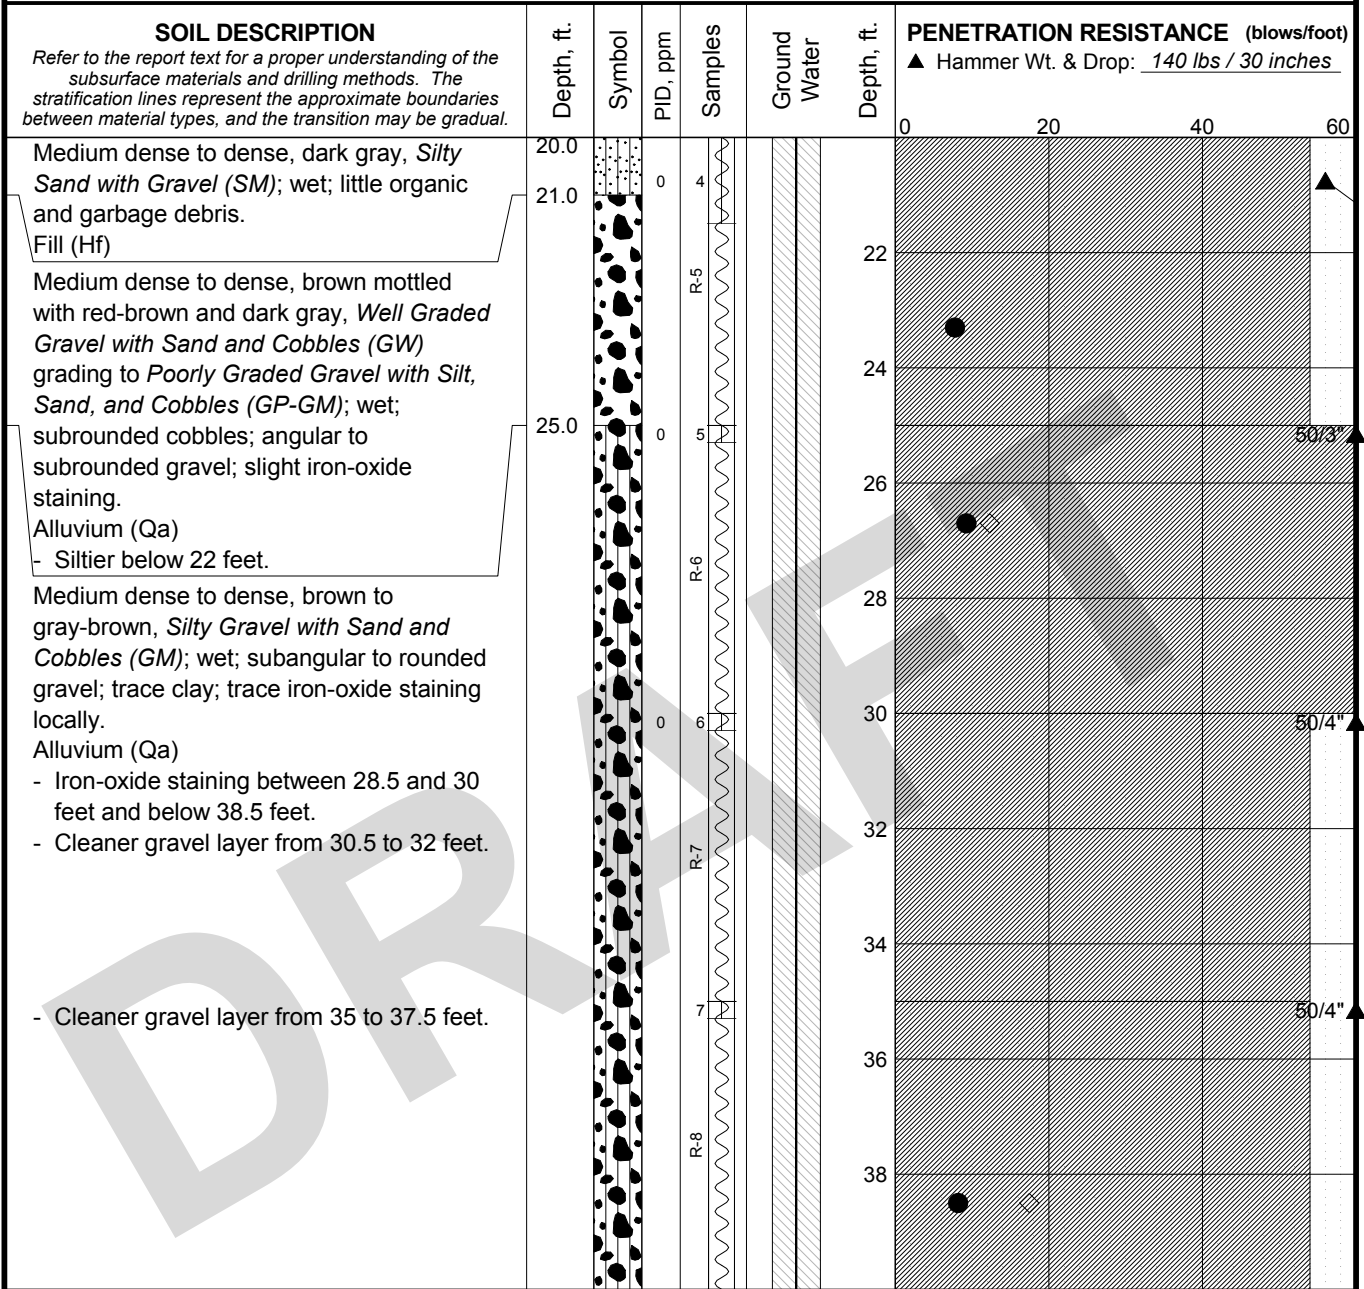 SOIL DESCRIPTION
Refer to the report text for a proper understanding of the
subsurface materials and drilling methods.  The
stratification lines represent the approximate boundaries
between material types, and the transition may be gradual.
Depth, ft.
Symbol
PID, ppm
Samples
Ground
Water
Depth, ft.
PENETRATION RESISTANCE (blows/foot)
▲ Hammer Wt. & Drop: 140 lbs / 30 inches
0 20 40 60
Medium dense to dense, dark gray, Silty
Sand with Gravel (SM); wet; little organic
and garbage debris.
Fill (Hf)
Medium dense to dense, brown mottled
with red-brown and dark gray, Well Graded
Gravel with Sand and Cobbles (GW)
grading to Poorly Graded Gravel with Silt,
Sand, and Cobbles (GP-GM); wet;
subrounded cobbles; angular to
subrounded gravel; slight iron-oxide
staining.
Alluvium (Qa)
- Siltier below 22 feet.
Medium dense to dense, brown to
gray-brown, Silty Gravel with Sand and
Cobbles (GM); wet; subangular to rounded
gravel; trace clay; trace iron-oxide staining
locally.
Alluvium (Qa)
- Iron-oxide staining between 28.5 and 30
feet and below 38.5 feet.
- Cleaner gravel layer from 30.5 to 32 feet.
- Cleaner gravel layer from 35 to 37.5 feet.
20.0
21.0
25.0
0
0
0
4
R-5
5
R-6
6
R-7
7
R-8
22
24
26
28
30
32
34
36
38
50/3"
50/4"
50/4"
DRAFT